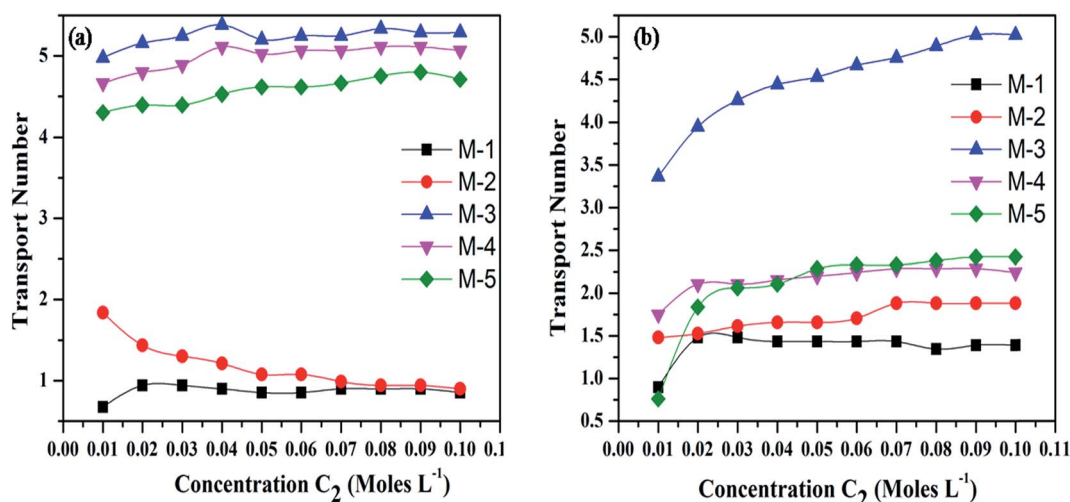 (a)
5
4
3
2
1
Transport Number
M-1
M-2
M-3
M-4
M-5
0.00 0.01 0.02 0.03 0.04 0.05 0.06 0.07 0.08 0.09 0.10 0.1
Concentration C2 (Moles L-1)
(b)
5.0
4.5
4.0
3.5
3.0
2.5
2.0
1.5
1.0
0.5
Transport Number
M-1
M-2
M-3
M-4
M-5
0.00 0.01 0.02 0.03 0.04 0.05 0.06 0.07 0.08 0.09 0.10 0.11
Concentration C2 (Moles L-1)